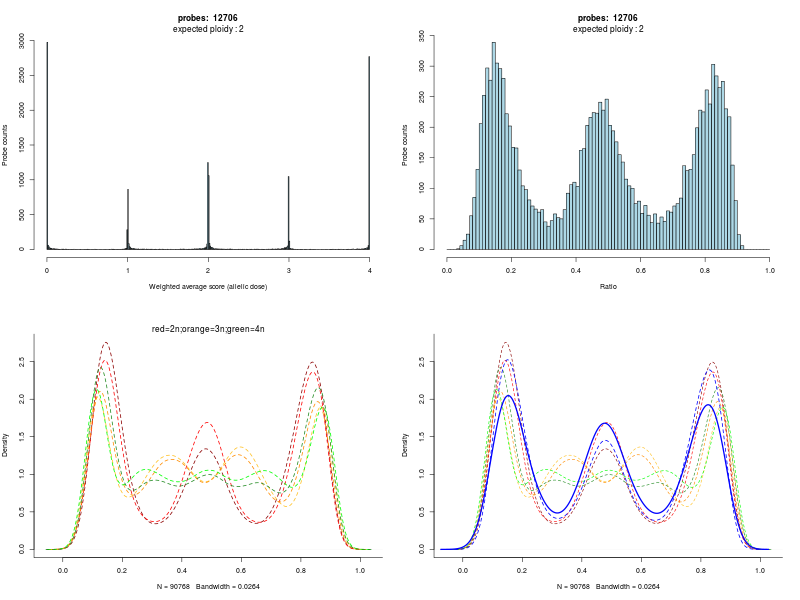 probes: 12706
expected ploidy : 2
Probe counts
3000
2500
2000
1500
1000
500
0
0 1 2 3 4
Weighted average score (allelic dose)
probes: 12706
expected ploidy : 2
Probe counts
350
300
250
200
150
100
50
0
0.0 0.2 0.4 0.6 0.8 1.0
Ratio
red=2n;orange=3n;green=4n
Density
2.5
2.0
1.5
1.0
0.5
0.0
0.0 0.2 0.4 0.6 0.8 1.0
N = 90768 Bandwidth = 0.0264
Density
2.5
2.0
1.5
1.0
0.5
0.0
0.0 0.2 0.4 0.6 0.8 1.0
N = 90768 Bandwidth = 0.0264